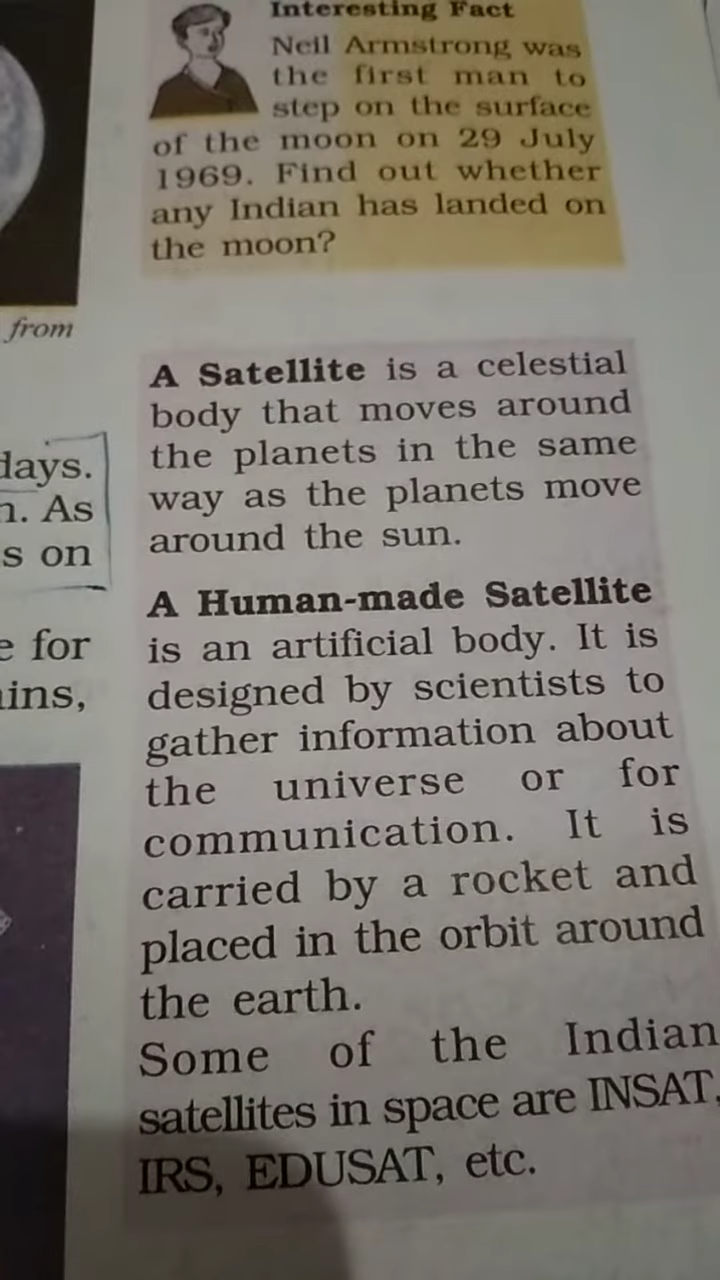 Interesting Fact
Neil Armstrong was
the first man to
step on the surface
of the moon on 29 July
1969. Find out whether
any Indian has landed on
the moon?
from
days.
. As
s on
e for
ins,
A Satellite is a celestial
body that moves around
the planets in the same
way as the planets move
around the sun.
A Human-made Satellite
is an artificial body. It is
designed by scientists to
gather information about
the universe or for
communication. It is
carried by a rocket and
placed in the orbit around
the earth.
Some of the Indian
satellites in space are INSAT,
IRS, EDUSAT, etc.